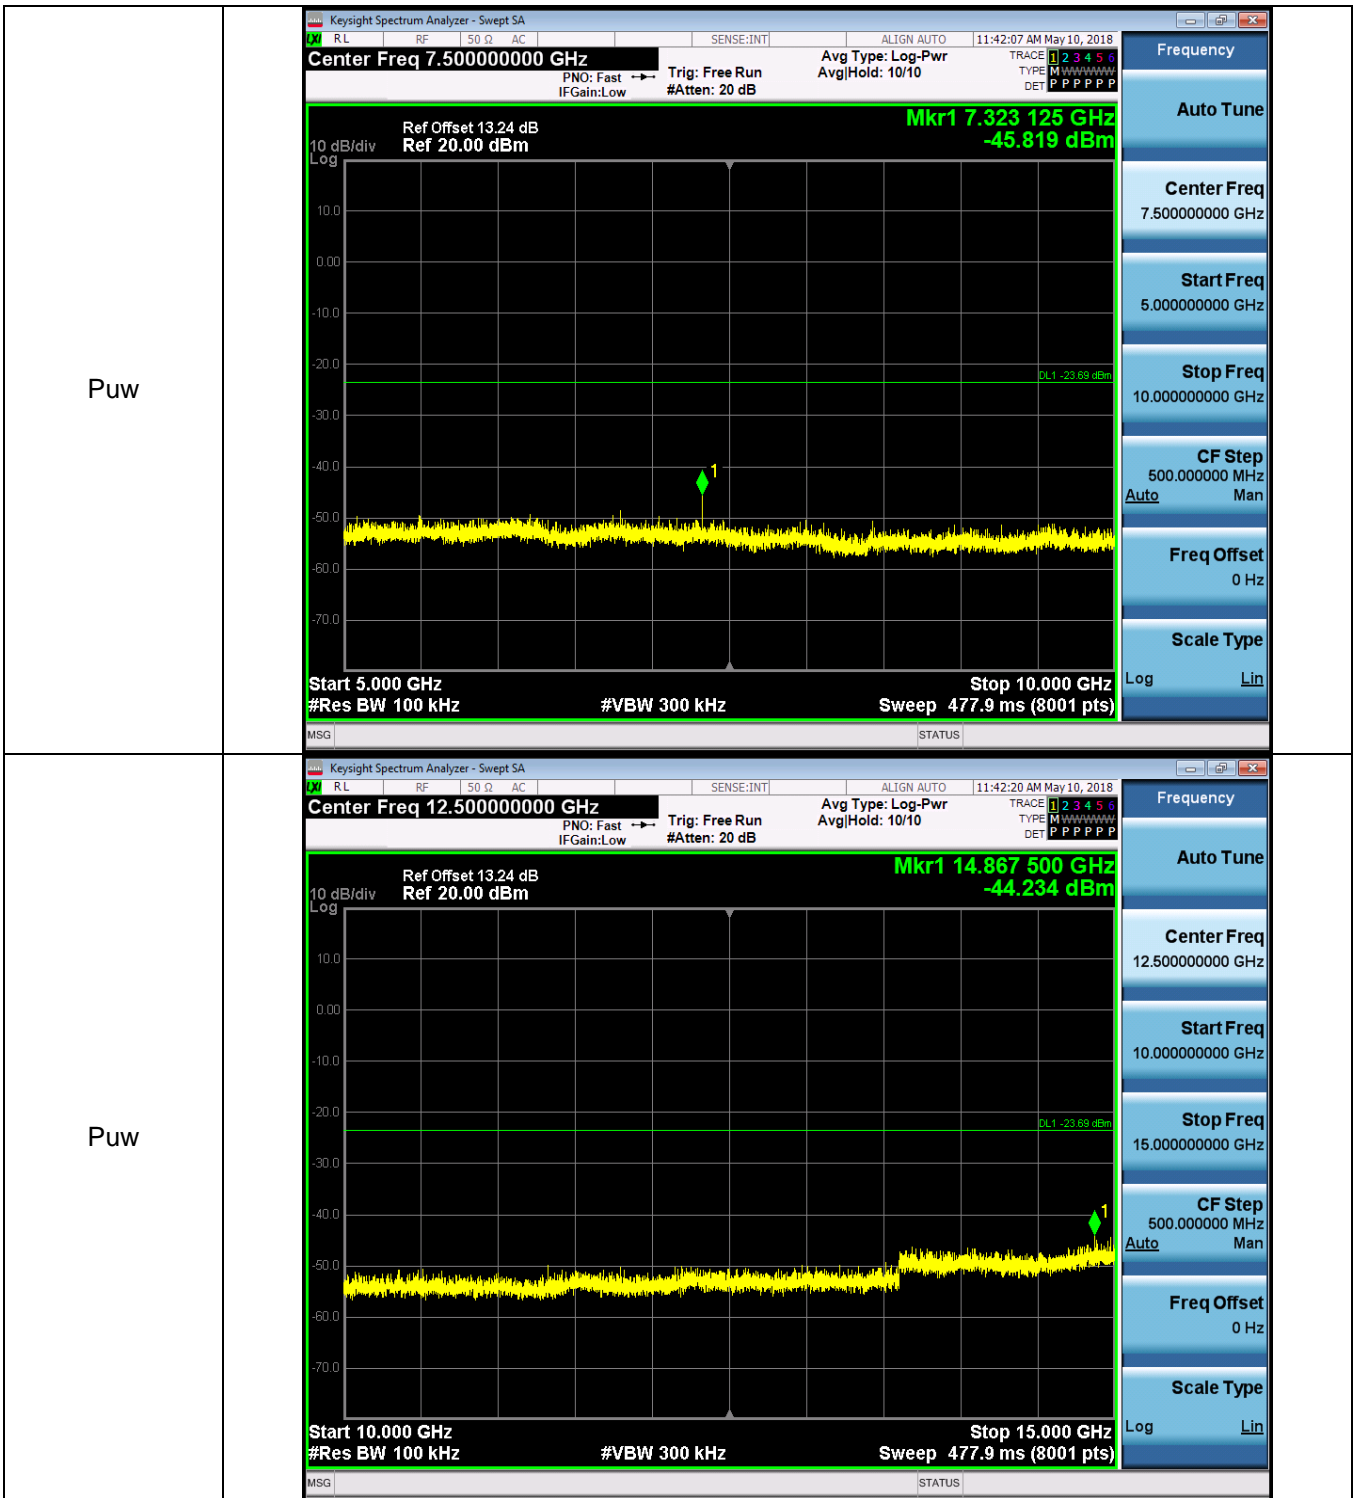 Puw
Keysight Spectrum Analyzer - Swept SA
LXI RL RF 50 Ω AC SENSE:INT ALIGN AUTO 11:42:07 AM May 10, 2018
Center Freq 7.500000000 GHz
PNO: Fast
IFGain:Low
Trig: Free Run
#Atten: 20 dB
Avg Type: Log-Pwr
Avg|Hold: 10/10
TRACE 1 2 3 4 5 6
TYPE M WWWWW
DET P P P P P P
Mkr1 7.323 125 GHz
-45.819 dBm
Ref Offset 13.24 dB
10 dB/div Ref 20.00 dBm
Log
10.0
0.00
-10.0
-20.0
DL1 -23.69 dBm
-30.0
-40.0
1
-50.0
-60.0
-70.0
Start 5.000 GHz Stop 10.000 GHz
#Res BW 100 kHz #VBW 300 kHz Sweep 477.9 ms (8001 pts)
MSG STATUS
Frequency
Auto Tune
Center Freq
7.500000000 GHz
Start Freq
5.000000000 GHz
Stop Freq
10.000000000 GHz
CF Step
500.000000 MHz
Auto Man
Freq Offset
0 Hz
Scale Type
Log Lin
Puw
Keysight Spectrum Analyzer - Swept SA
LXI RL RF 50 Ω AC SENSE:INT ALIGN AUTO 11:42:20 AM May 10, 2018
Center Freq 12.500000000 GHz
PNO: Fast
IFGain:Low
Trig: Free Run
#Atten: 20 dB
Avg Type: Log-Pwr
Avg|Hold: 10/10
TRACE 1 2 3 4 5 6
TYPE M WWWWW
DET P P P P P P
Mkr1 14.867 500 GHz
-44.234 dBm
Ref Offset 13.24 dB
10 dB/div Ref 20.00 dBm
Log
10.0
0.00
-10.0
-20.0
DL1 -23.69 dBm
-30.0
-40.0
1
-50.0
-60.0
-70.0
Start 10.000 GHz Stop 15.000 GHz
#Res BW 100 kHz #VBW 300 kHz Sweep 477.9 ms (8001 pts)
MSG STATUS
Frequency
Auto Tune
Center Freq
12.500000000 GHz
Start Freq
10.000000000 GHz
Stop Freq
15.000000000 GHz
CF Step
500.000000 MHz
Auto Man
Freq Offset
0 Hz
Scale Type
Log Lin